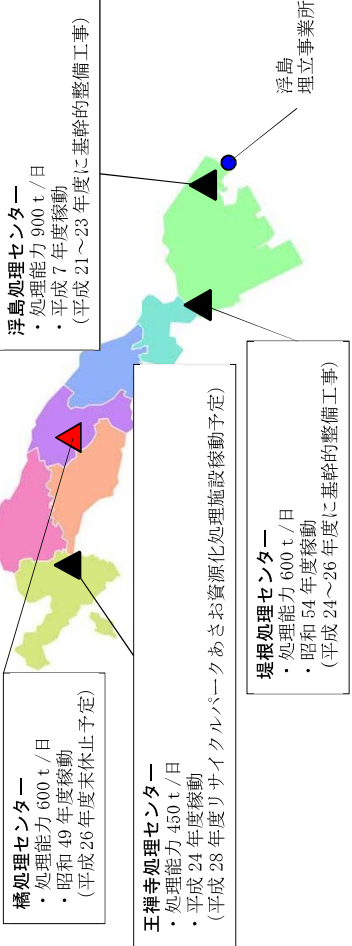 浮島処理センター
・処理能力 900ｔ/日
・平成 7 年度稼動
(平成 21～23 年度に基幹的整備工事)
浮島
埋立事業所
橘処理センター
・処理能力 600ｔ/日
・昭和 49 年度稼動
(平成 26 年度末休止予定)
王禅寺処理センター
・処理能力 450ｔ/日
・平成 24 年度稼動
(平成 28 年度リサイクルパークあさお資源化処理施設稼動予定)
堤根処理センター
・処理能力 600ｔ/日
・昭和 54 年度稼動
(平成 24～26 年度に基幹的整備工事)